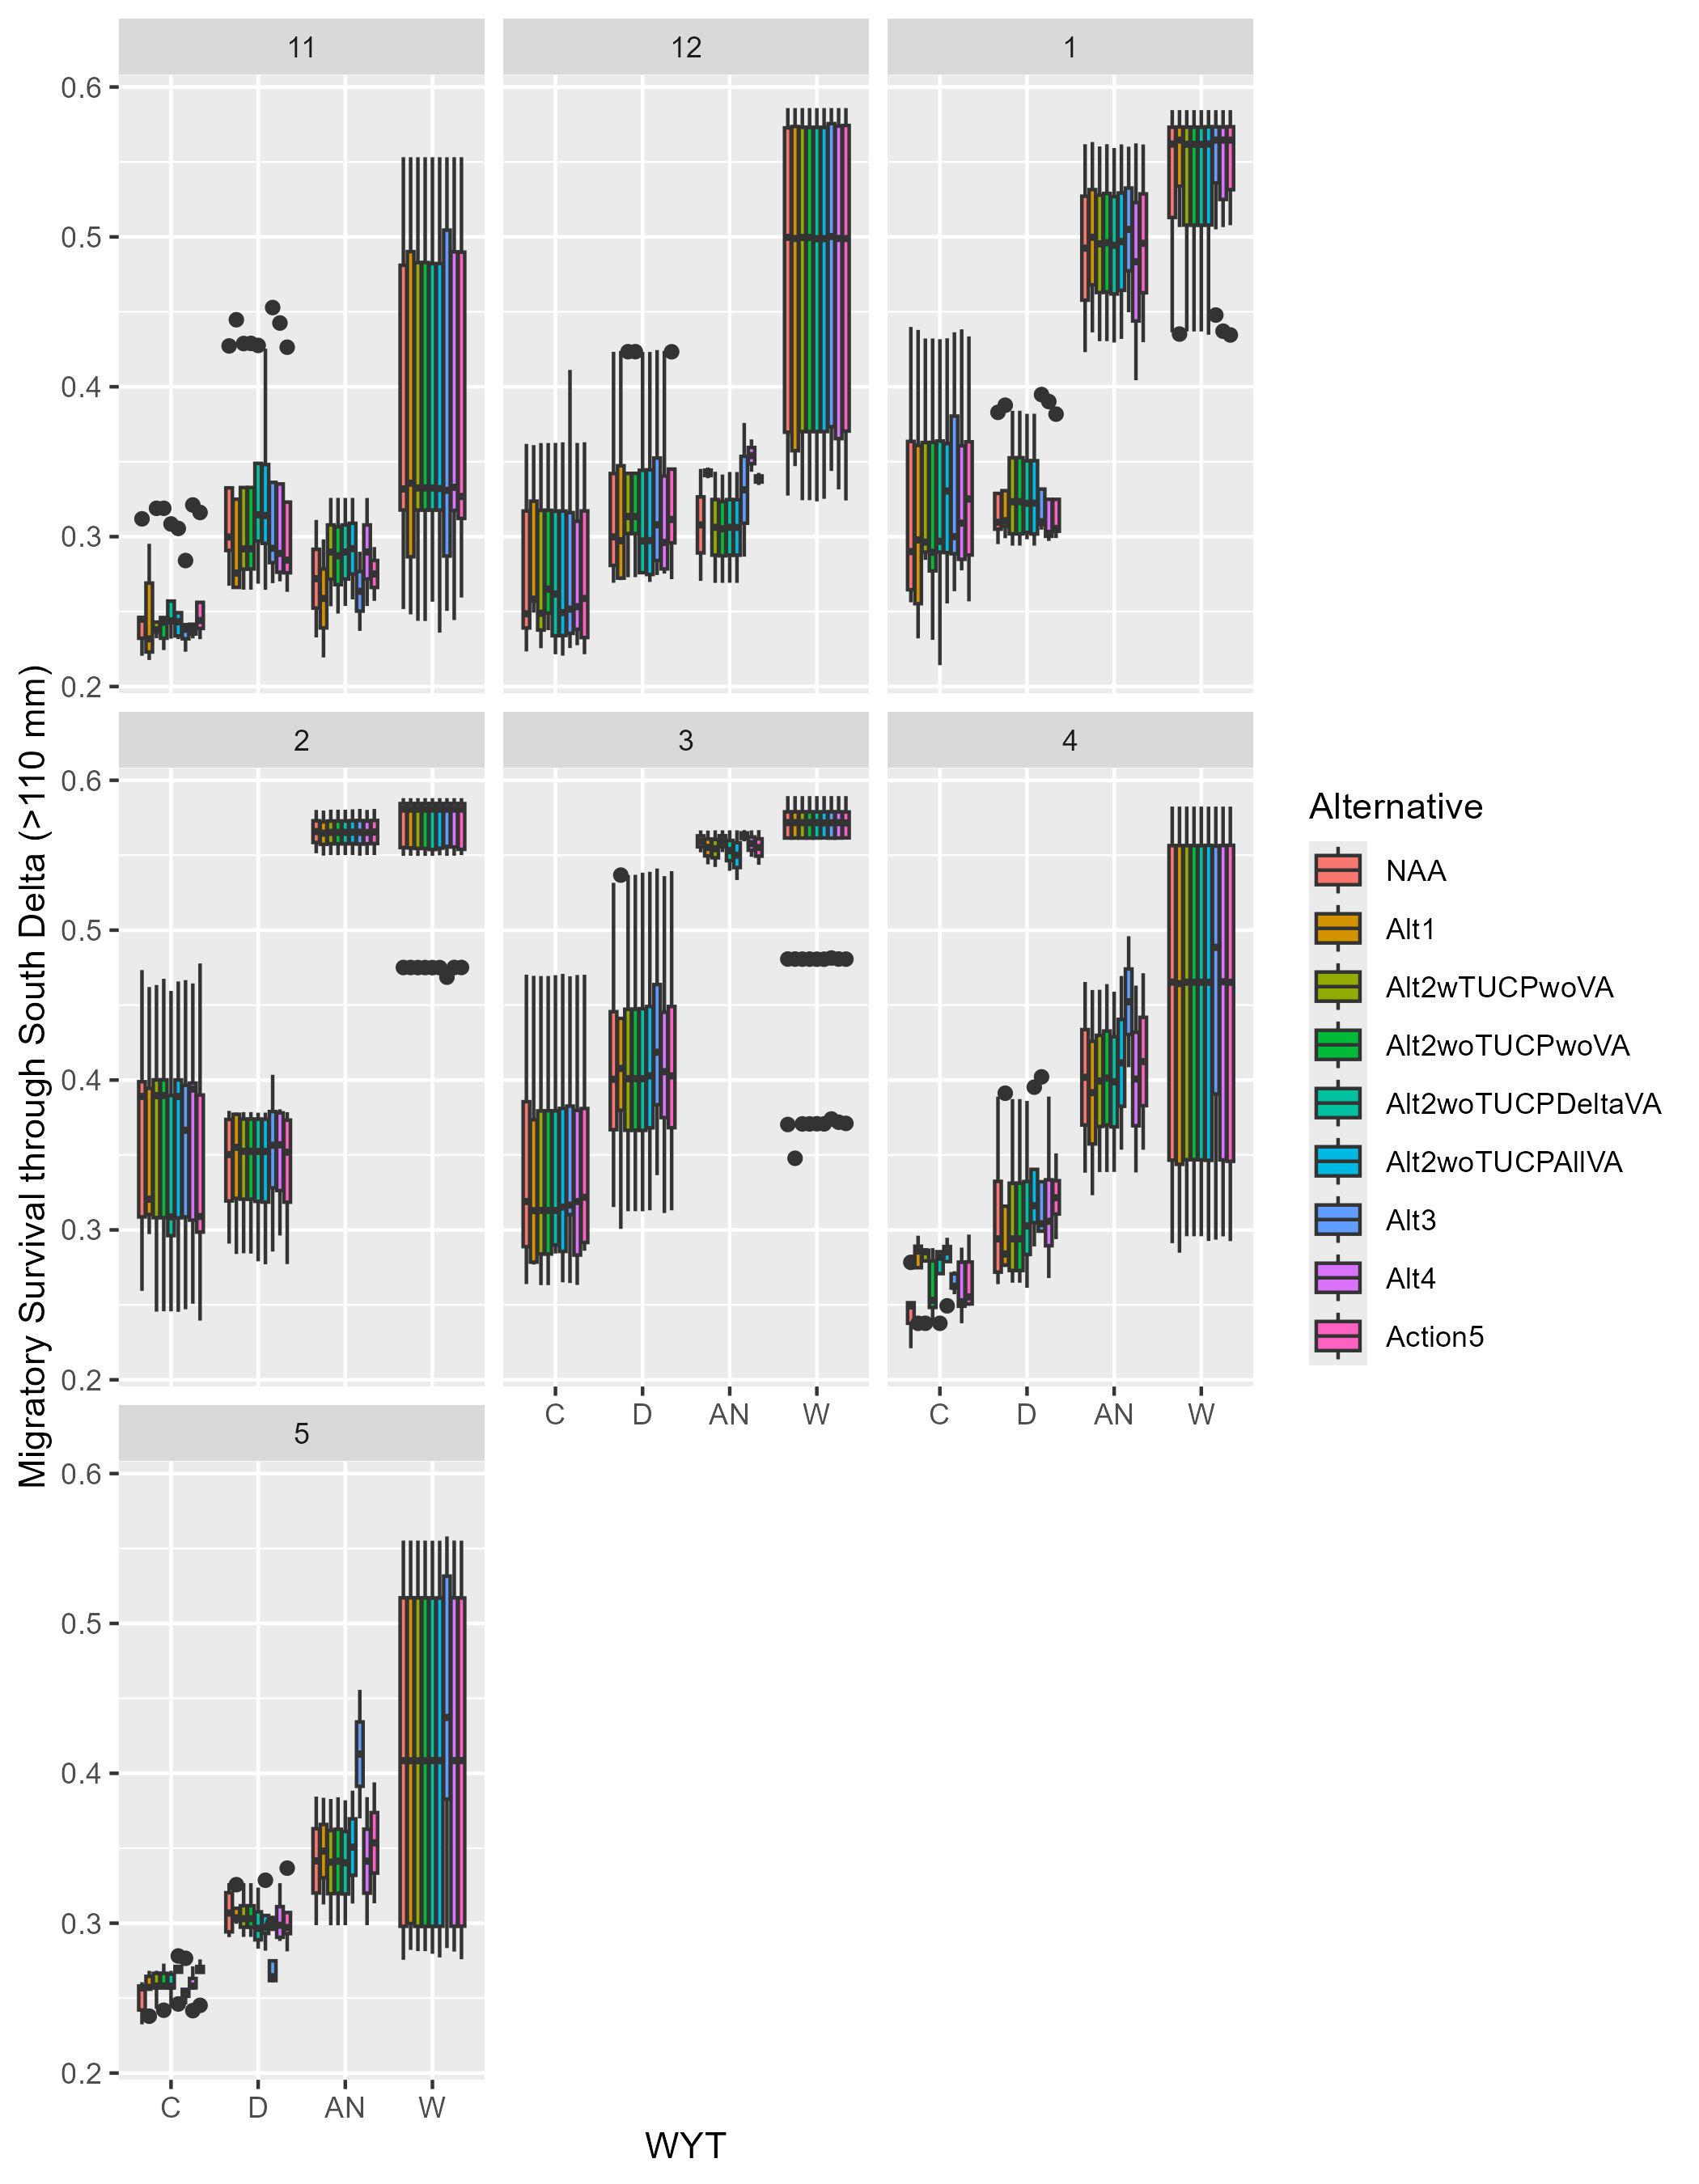 11
12
1
0.6
0.5
0.4
0.3
0.2
2
3
4
0.6
0.5
0.4
0.3
0.2
C D AN W
C D AN W
5
0.6
0.5
0.4
0.3
0.2
C D AN W
WYT
Migratory Survival through South Delta (>110 mm)
Alternative
NAA
Alt1
Alt2wTUCPwoVA
Alt2woTUCPwoVA
Alt2woTUCPDeltaVA
Alt2woTUCPAllVA
Alt3
Alt4
Action5